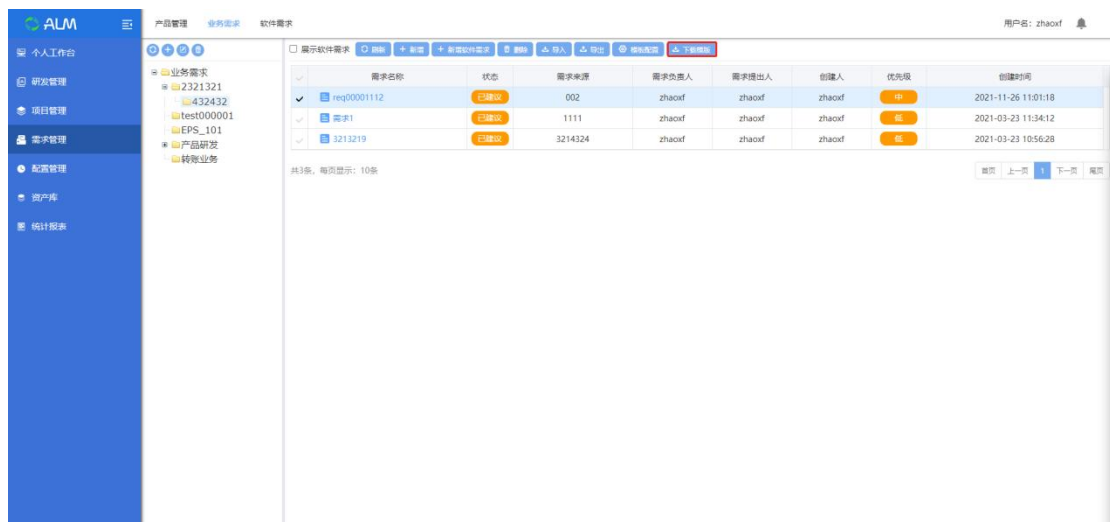 ALM 产品管理 业务需求 软件需求 用户名: zhaoxf
个人工作台
研发管理
项目管理
需求管理
配置管理
资产库
统计报表
业务需求
2321321
432432
test000001
EPS_101
产品研发
转账业务
展示软件需求 刷新 新增 新增软件需求 删除 导入 导出 模板配置 下载模板
需求名称 状态 需求来源 需求负责人 需求提出人 创建人 优先级 创建时间
req00001112 已建议 002 zhaoxf zhaoxf zhaoxf 中 2021-11-26 11:01:18
需求1 已建议 1111 zhaoxf zhaoxf zhaoxf 低 2021-03-23 11:34:12
3213219 已建议 3214324 zhaoxf zhaoxf zhaoxf 低 2021-03-23 10:56:28
共3条, 每页显示: 10条 首页 上一页 1 下一页 尾页